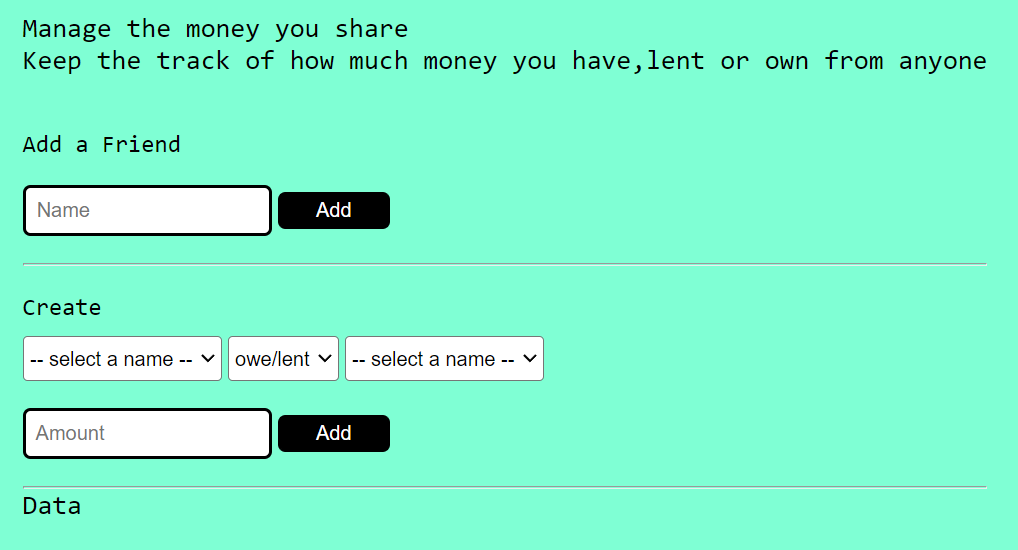 Manage the money you share
Keep the track of how much money you have,lent or own from anyone
Add a Friend
Name Add
Create
-- select a name -- owe/lent -- select a name --
Amount Add
Data